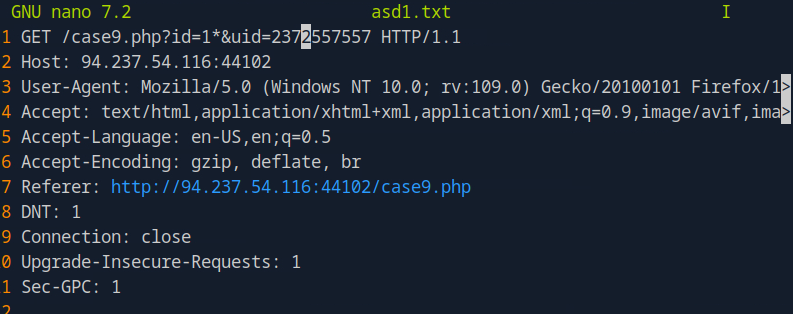 GNU nano 7.2 asd1.txt I
1 GET /case9.php?id=1*&uid=2372557557 HTTP/1.1
2 Host: 94.237.54.116:44102
3 User-Agent: Mozilla/5.0 (Windows NT 10.0; rv:109.0) Gecko/20100101 Firefox/1>
4 Accept: text/html,application/xhtml+xml,application/xml;q=0.9,image/avif,ima>
5 Accept-Language: en-US,en;q=0.5
6 Accept-Encoding: gzip, deflate, br
7 Referer: http://94.237.54.116:44102/case9.php
8 DNT: 1
9 Connection: close
0 Upgrade-Insecure-Requests: 1
1 Sec-GPC: 1
2